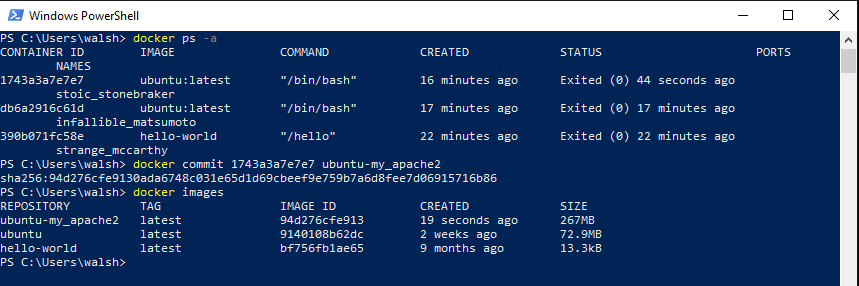 Windows PowerShell
PS C:\Users\walsh> docker ps -a
CONTAINER ID IMAGE COMMAND CREATED STATUS PORTS
NAMES
1743a3a7e7e7 ubuntu:latest "/bin/bash" 16 minutes ago Exited (0) 44 seconds ago
stoic_stonebraker
db6a2916c61d ubuntu:latest "/bin/bash" 17 minutes ago Exited (0) 17 minutes ago
infallible_matsumoto
390b071fc58e hello-world "/hello" 22 minutes ago Exited (0) 22 minutes ago
strange_mccarthy
PS C:\Users\walsh> docker commit 1743a3a7e7e7 ubuntu-my_apache2
sha256:94d276cfe9130ada6748c031e65d1d69cbeef9e759b7a6d8fee7d06915716b86
PS C:\Users\walsh> docker images
REPOSITORY TAG IMAGE ID CREATED SIZE
ubuntu-my_apache2 latest 94d276cfe913 19 seconds ago 267MB
ubuntu latest 9140108b62dc 2 weeks ago 72.9MB
hello-world latest bf756fb1ae65 9 months ago 13.3kB
PS C:\Users\walsh>